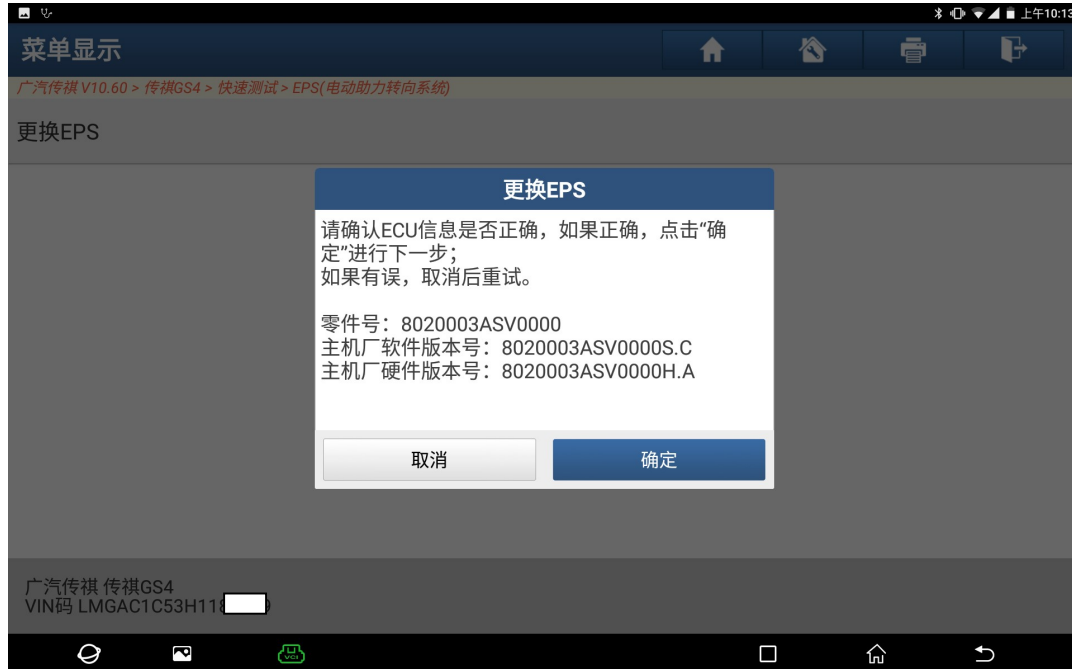 上午10:13
菜单显示
广汽传祺 V10.60 > 传祺GS4 > 快速测试 > EPS(电动助力转向系统)
更换EPS
更换EPS
请确认ECU信息是否正确，如果正确，点击“确
定”进行下一步；
如果有误，取消后重试。
零件号：8020003ASV0000
主机厂软件版本号：8020003ASV0000S.C
主机厂硬件版本号：8020003ASV0000H.A
取消
确定
广汽传祺 传祺GS4
VIN码 LMGAC1C53H11
VCI